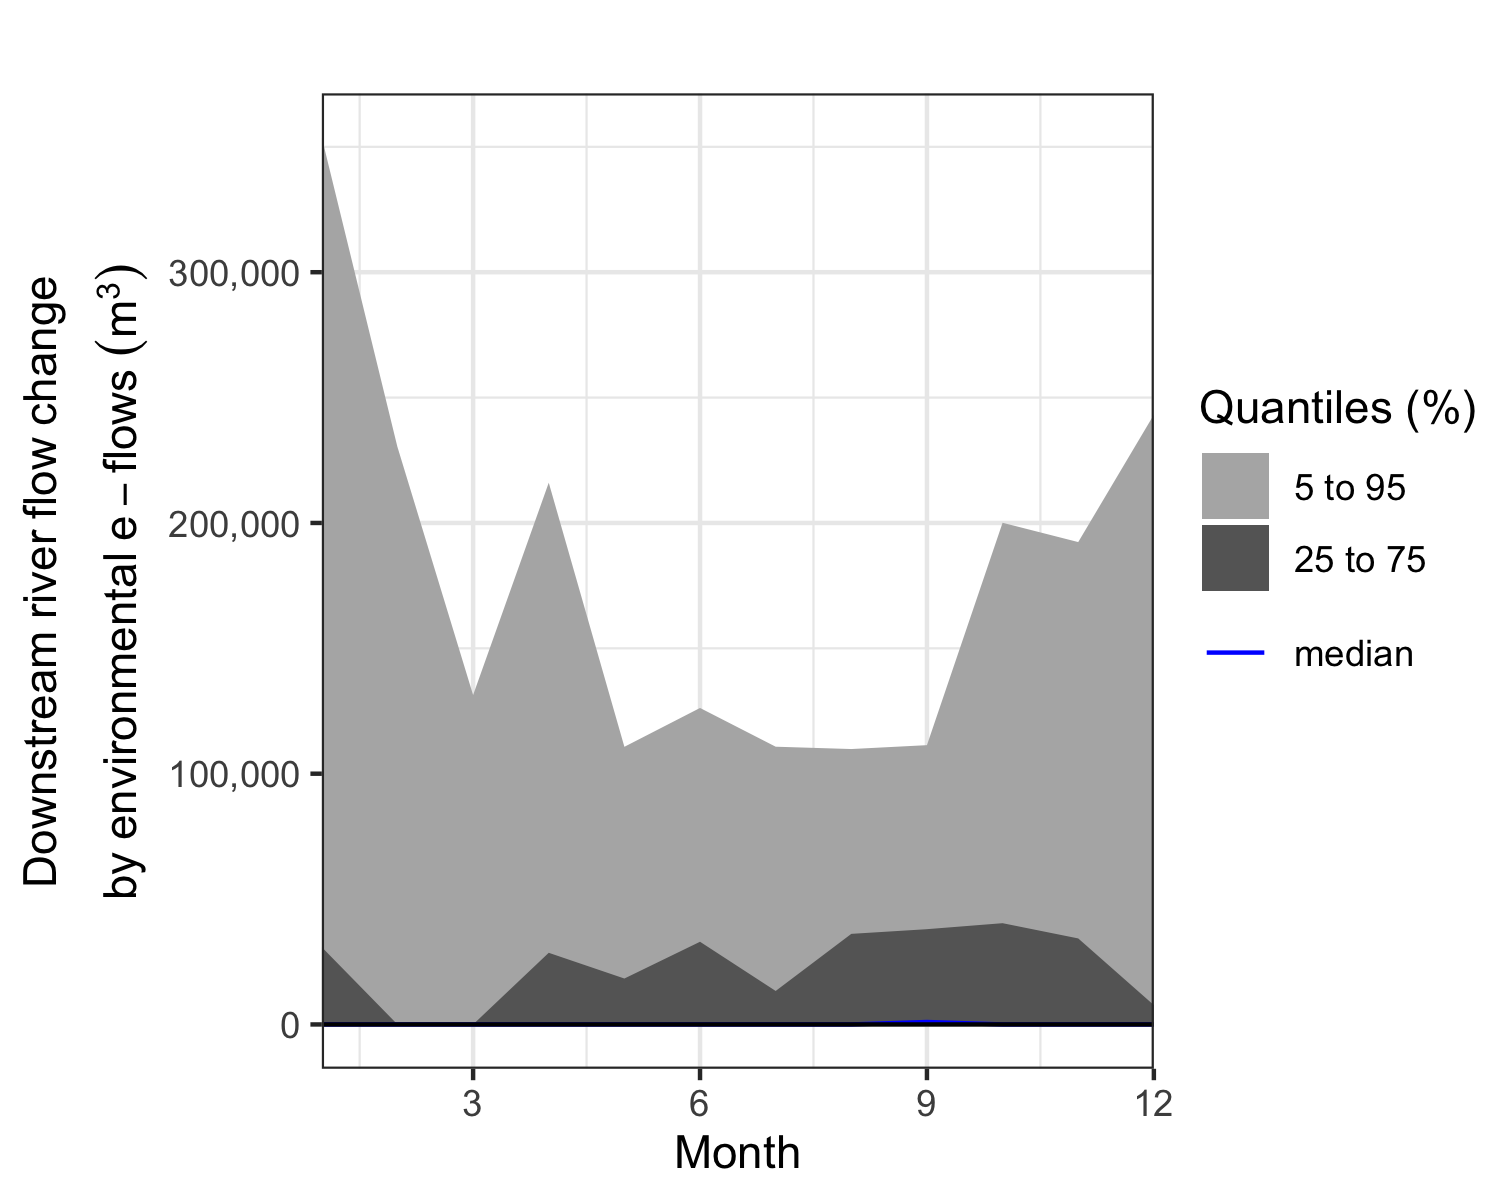 Downstream river flow change
by environmental e – flows (m³)
300,000
200,000
100,000
0
3
6
9
12
Month
Quantiles (%)
5 to 95
25 to 75
median